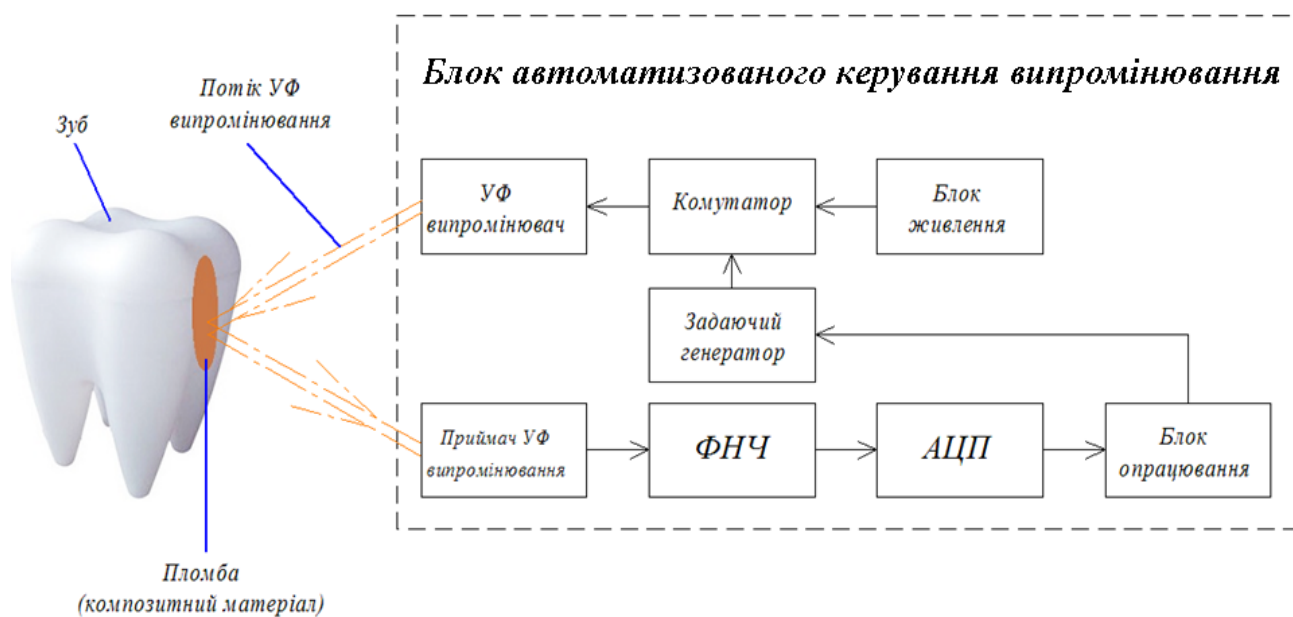 Блок автоматизованого керування випромінювання
Потік УФ
випромінювання
Зуб
УФ
випромінювач
Комутатор
Блок
живлення
Задаючий
генератор
Приймач УФ
випромінювання
ФНЧ
АЦП
Блок
опрацювання
Пломба
(композитний матеріал)